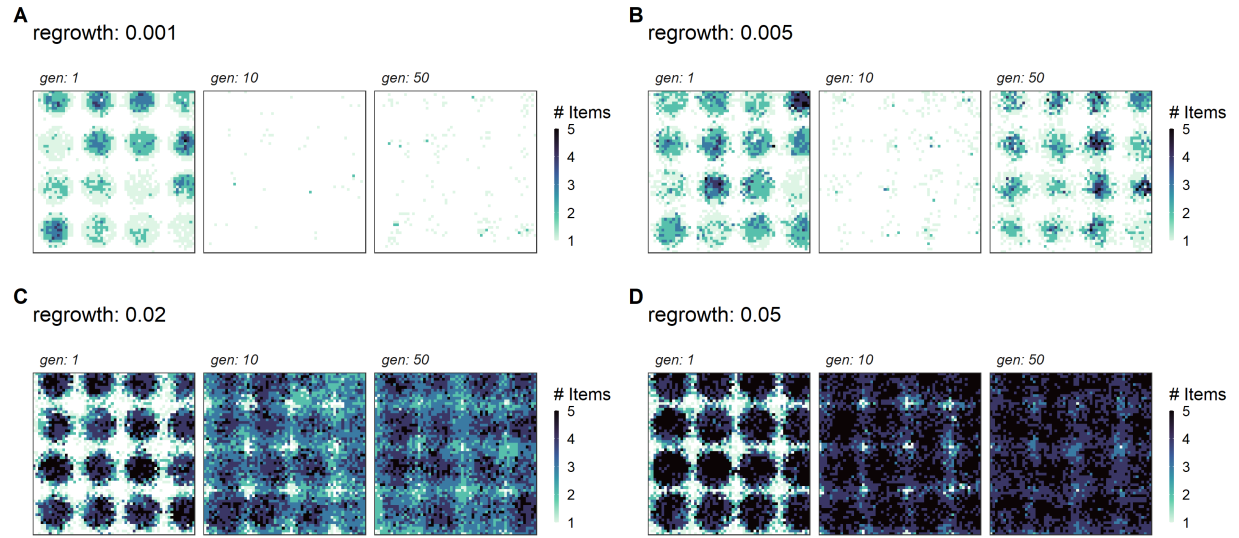 A
regrowth: 0.001
gen: 1
gen: 10
gen: 50
# Items
5
4
3
2
1
B
regrowth: 0.005
gen: 1
gen: 10
gen: 50
# Items
5
4
3
2
1
C
regrowth: 0.02
gen: 1
gen: 10
gen: 50
# Items
5
4
3
2
1
D
regrowth: 0.05
gen: 1
gen: 10
gen: 50
# Items
5
4
3
2
1